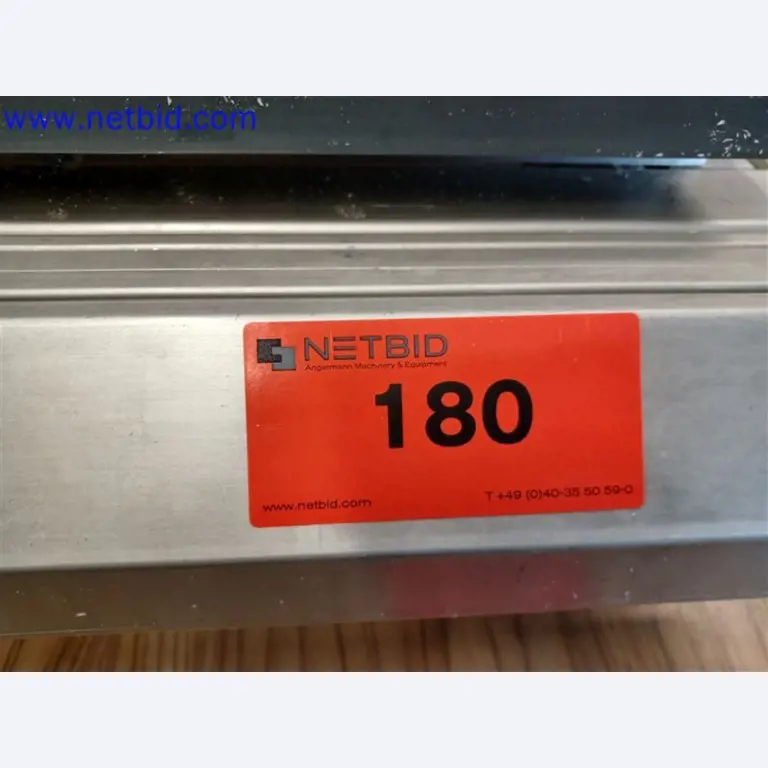 www.netbid.com
NETBID
Angermann Machinery & Equipment
180
www.netbid.com
T +49 (0)40-35 50 59-0